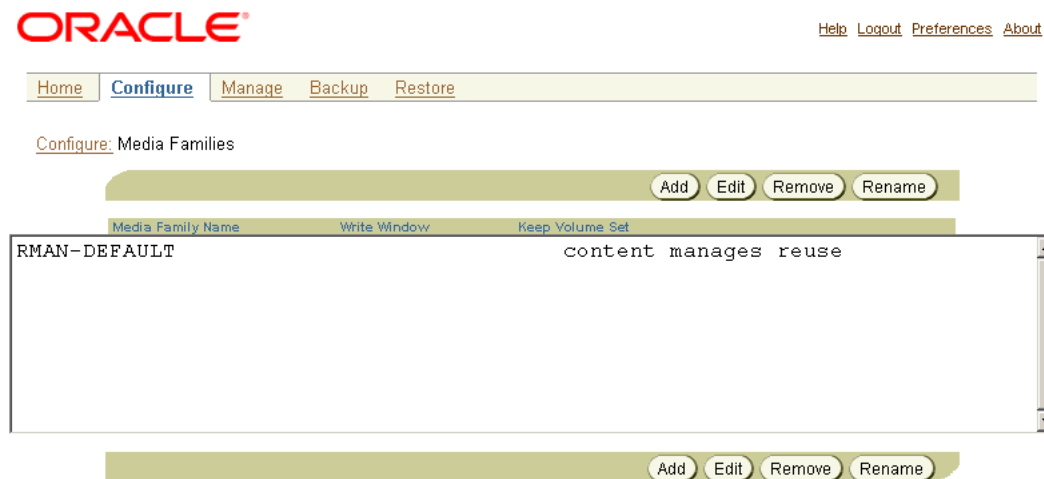 ORACLE
Help Logout Preferences About
Home Configure Manage Backup Restore
Configure: Media Families
Add Edit Remove Rename
Media Family Name Write Window Keep Volume Set
RMAN-DEFAULT content manages reuse
Add Edit Remove Rename